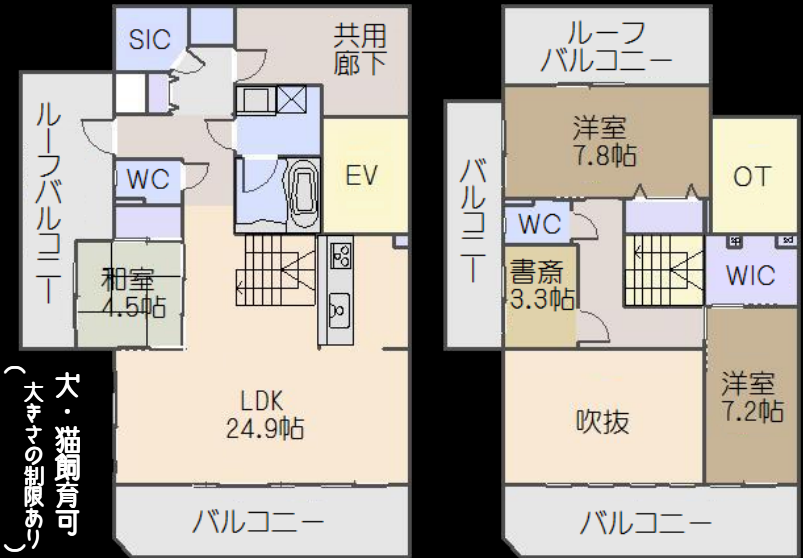 SIC
共用
廊下
ルーフバルコニー
WC
EV
和室
4.5帖
LDK
24.9帖
バルコニー
犬・猫飼育可
(大きさの制限あり)
ルーフ
バルコニー
洋室
7.8帖
バルコニー
OT
WC
書斎
3.3帖
WIC
洋室
7.2帖
吹抜
バルコニー